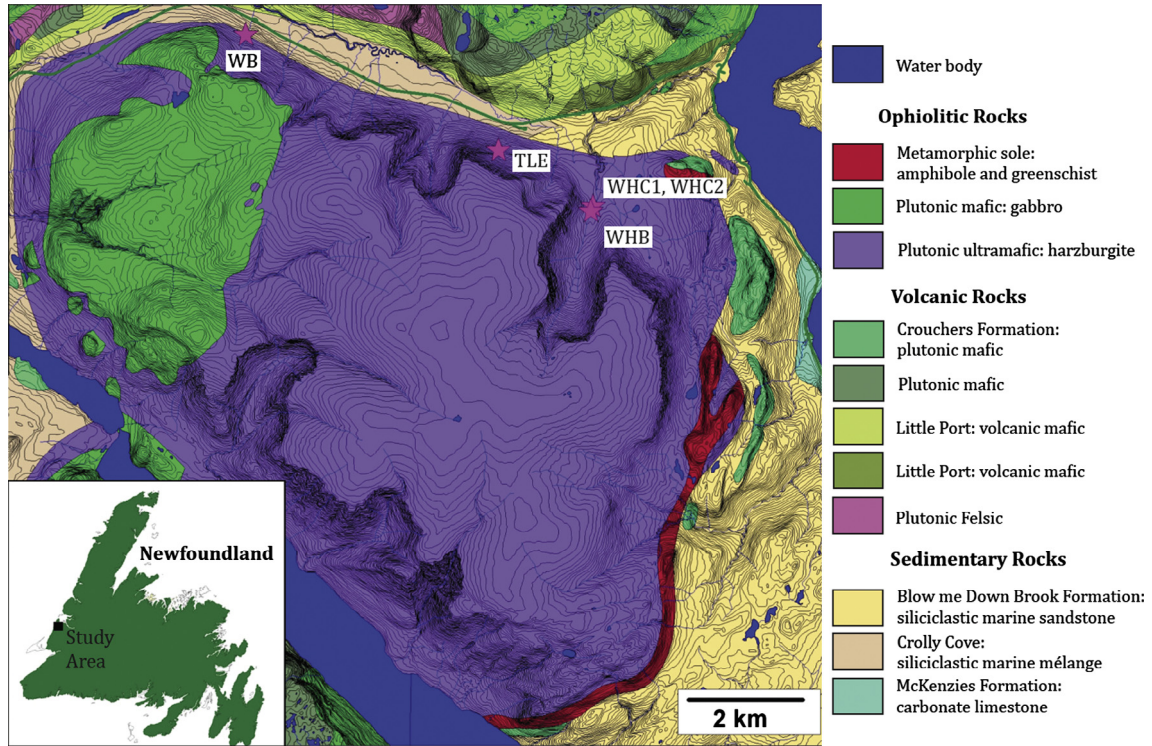 WB
TLE
WHC1, WHC2
WHB
Newfoundland
Study
Area
2 km
Water body
Ophiolitic Rocks
Metamorphic sole:
amphibole and greenschist
Plutonic mafic: gabbro
Plutonic ultramafic: harzburgite
Volcanic Rocks
Crouchers Formation:
plutonic mafic
Plutonic mafic
Little Port: volcanic mafic
Little Port: volcanic mafic
Plutonic Felsic
Sedimentary Rocks
Blow me Down Brook Formation:
siliciclastic marine sandstone
Crolly Cove:
siliciclastic marine mélange
McKenzies Formation:
carbonate limestone